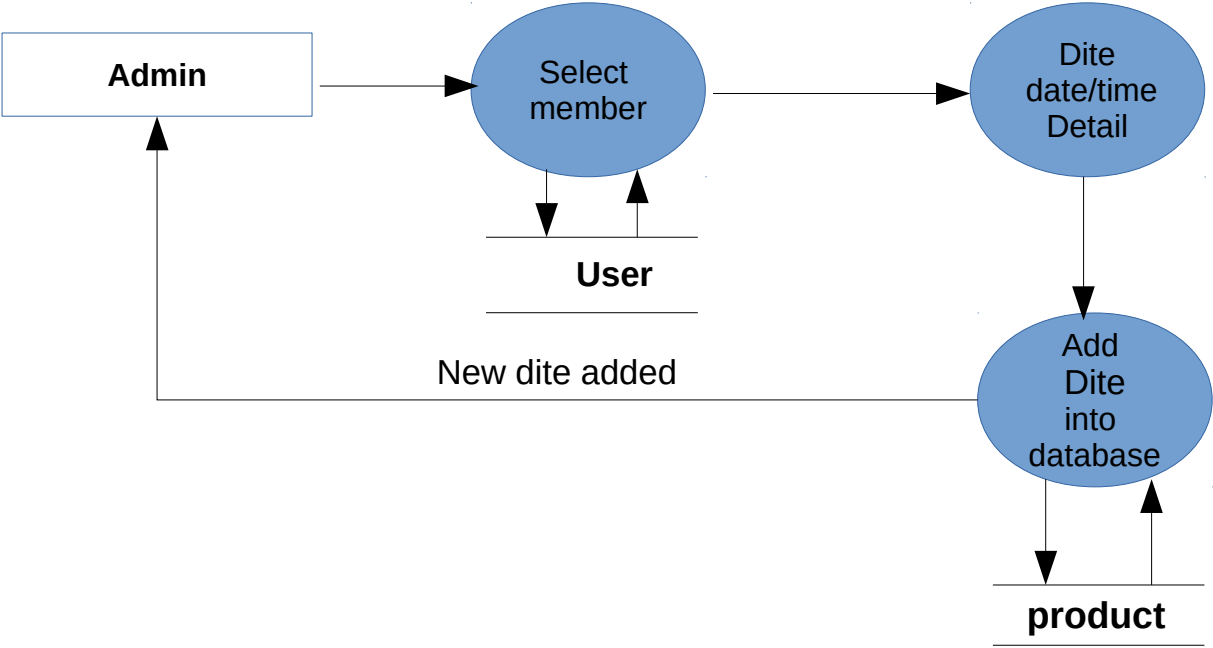 Admin
Select
member
Dite
date/time
Detail
User
New dite added
Add
Dite
into
database
product